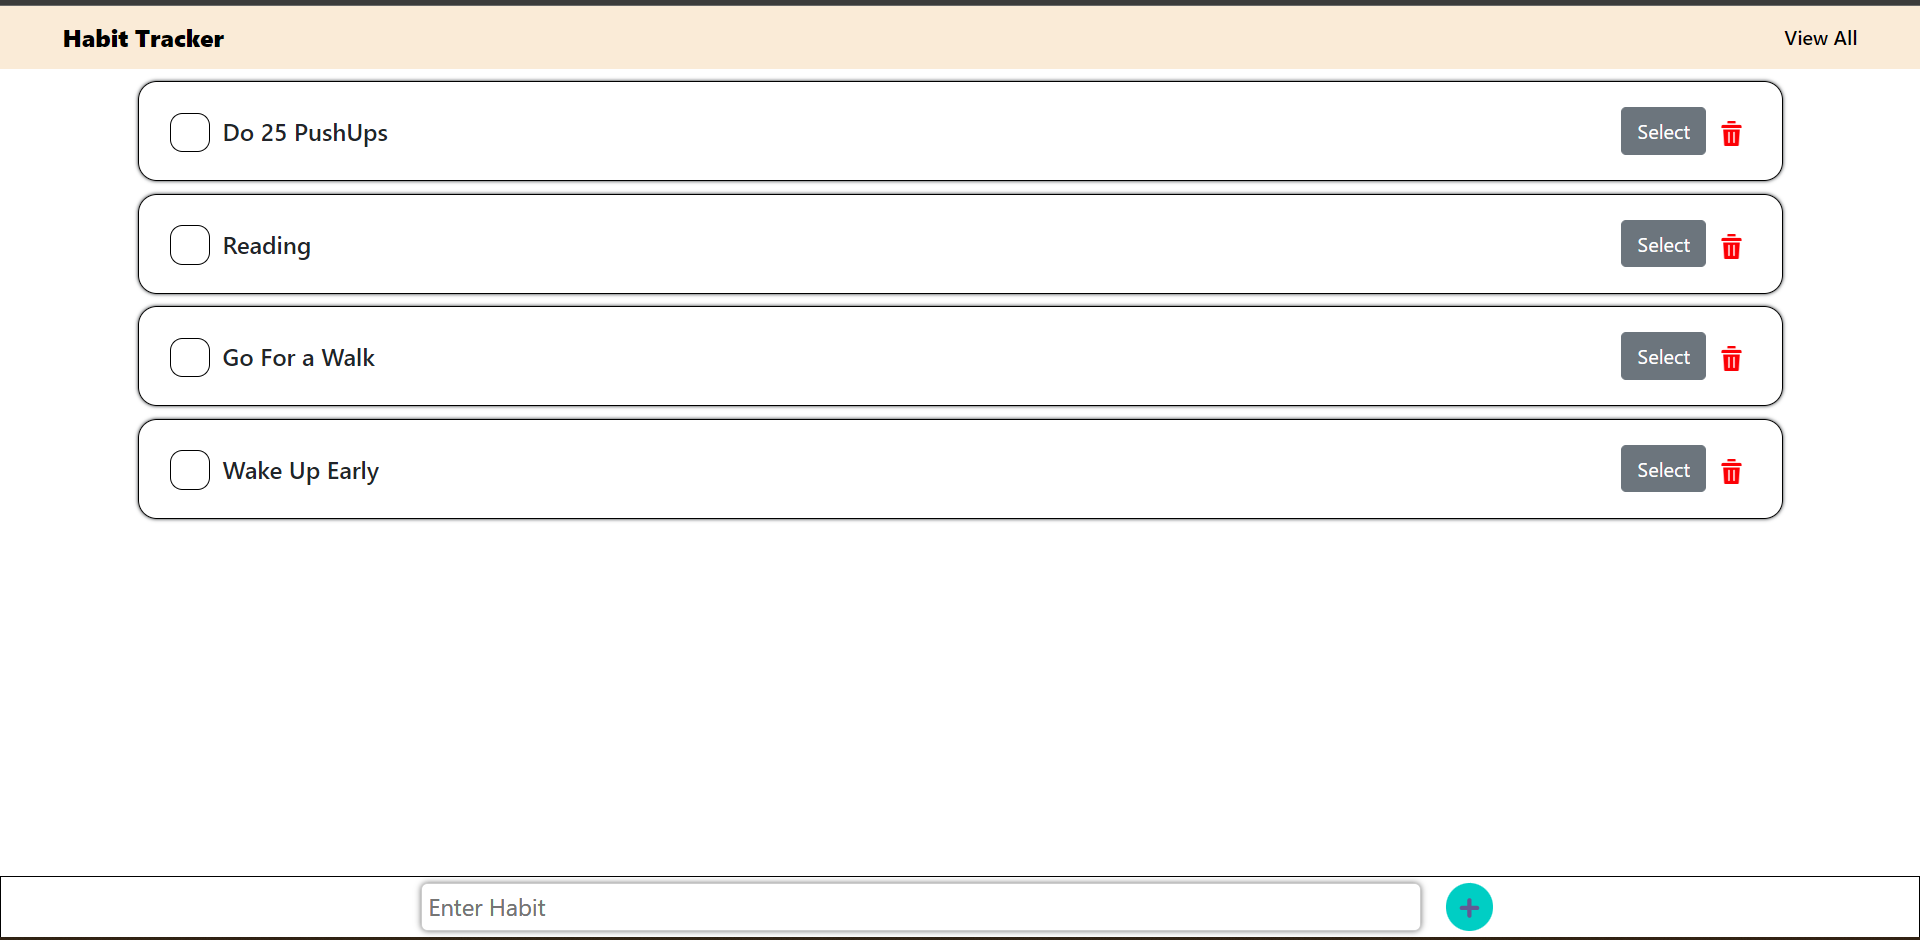 Habit Tracker View All
Do 25 PushUps Select
Reading Select
Go For a Walk Select
Wake Up Early Select
Enter Habit